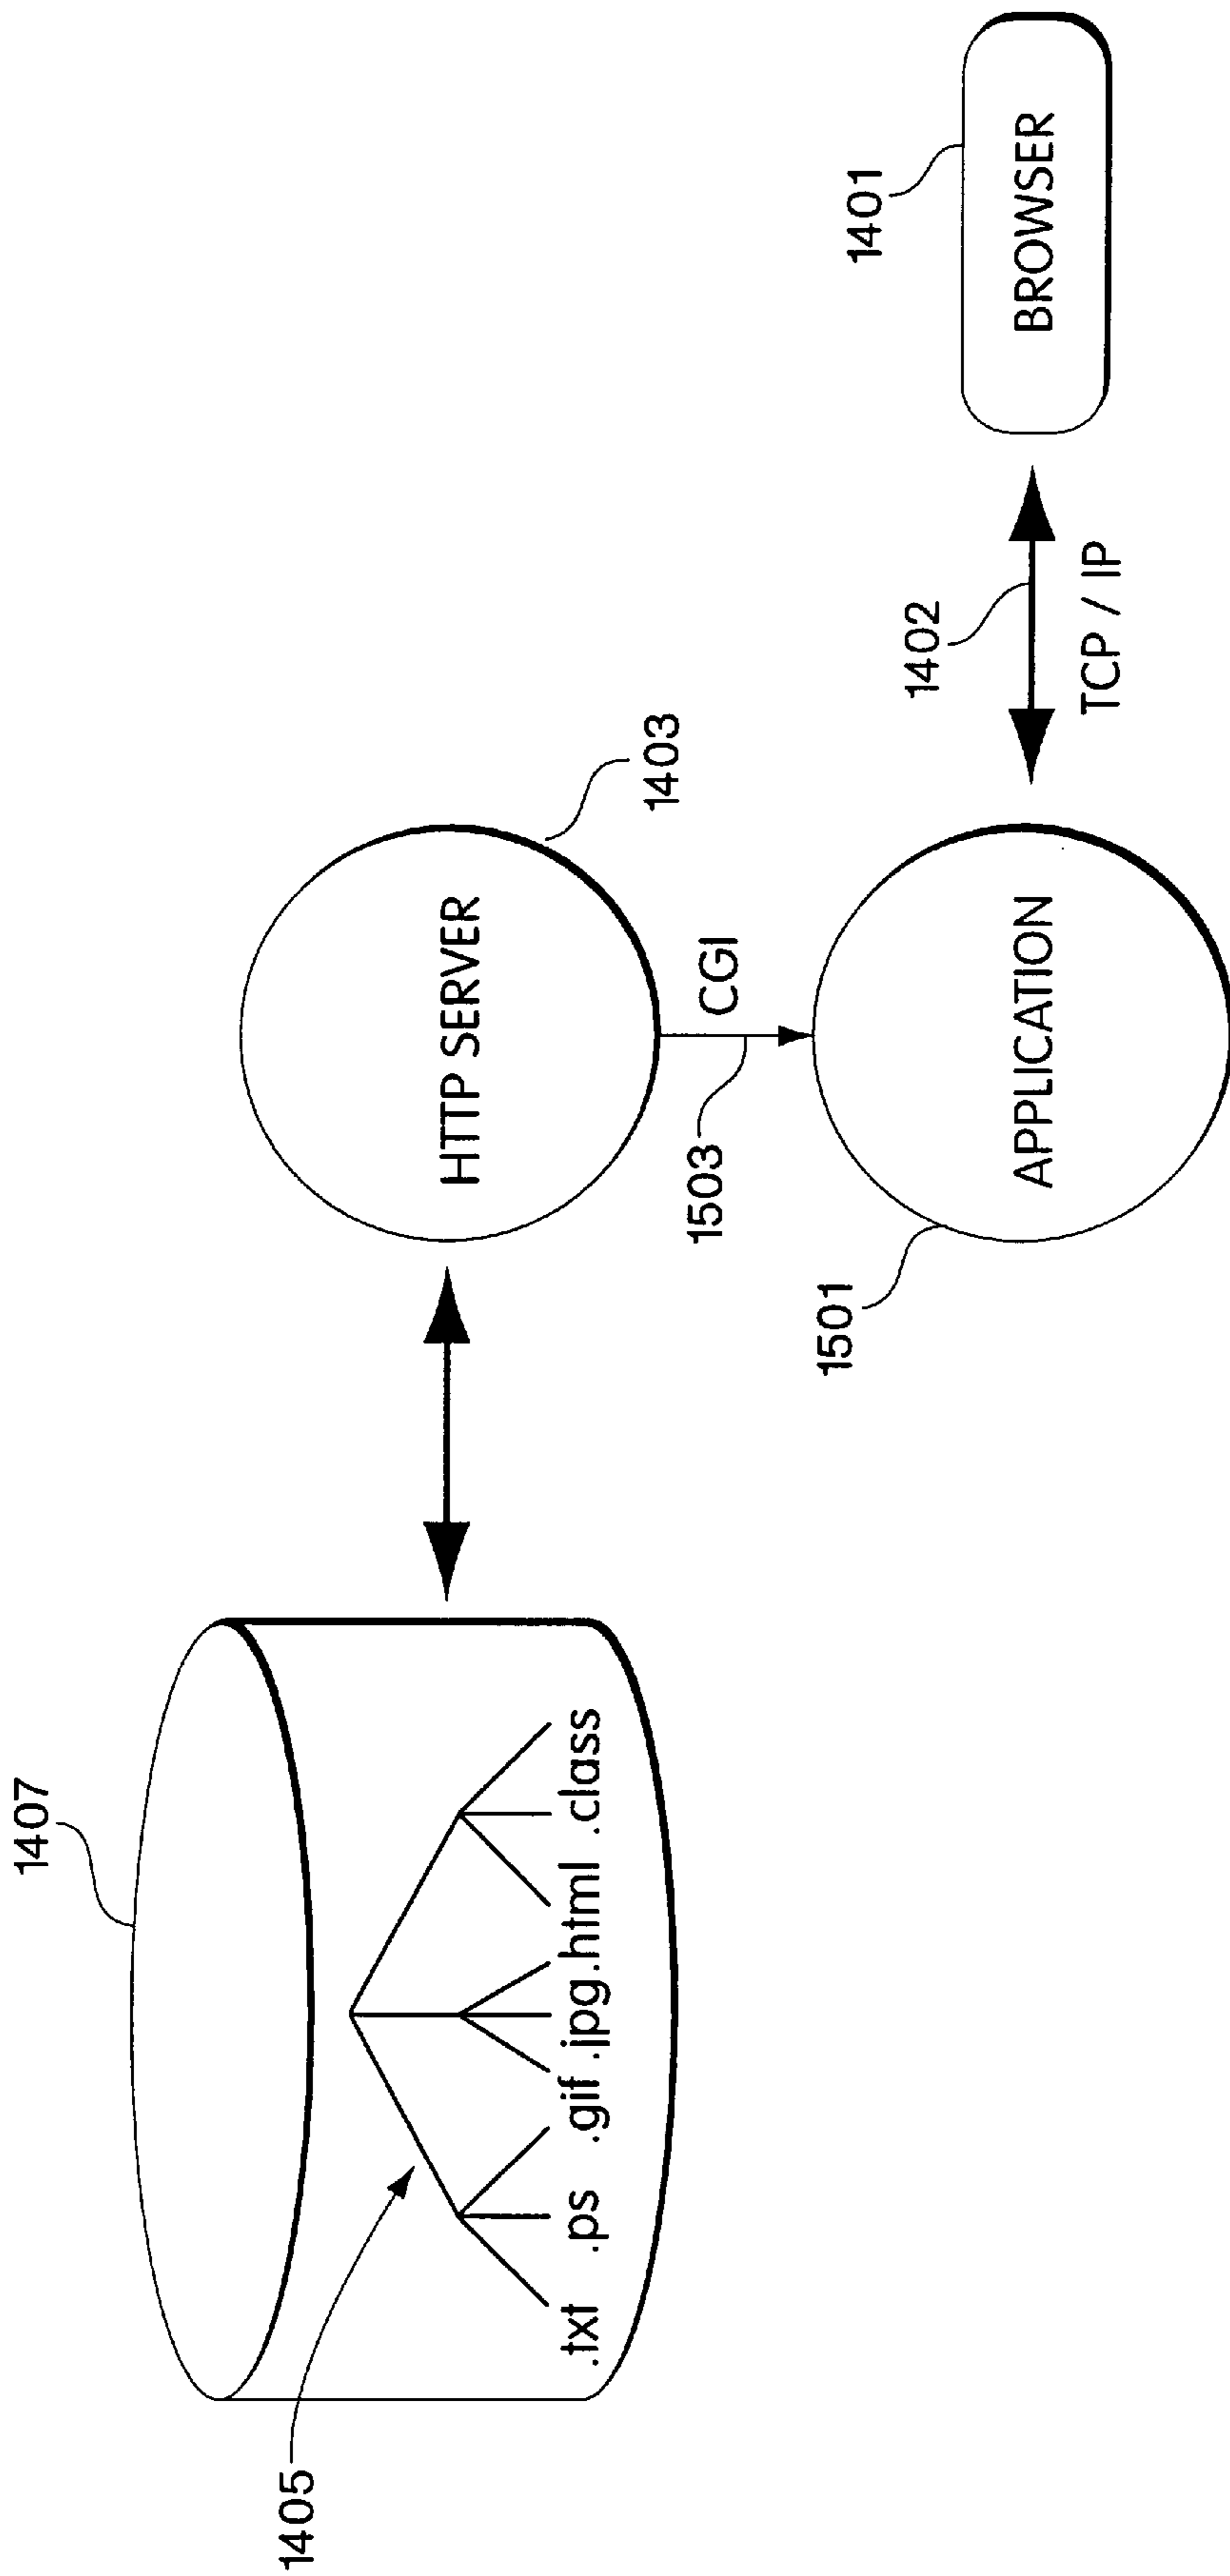 1407
1405
.txt .ps .gif .jpg .html .class
HTTP SERVER
1403
CGI
1503
1501
APPLICATION
1402
TCP / IP
1401
BROWSER